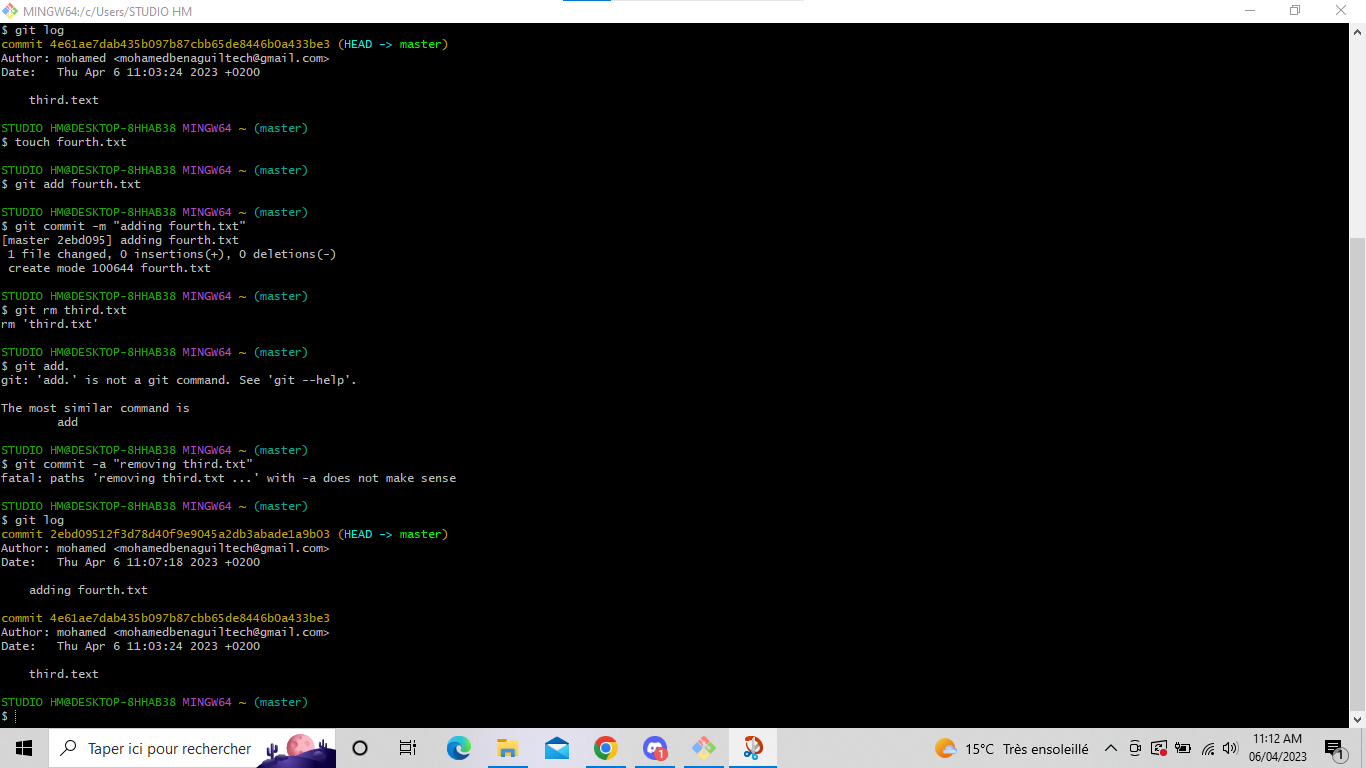 MINGW64:/c/Users/STUDIO HM
$ git log
commit 4e61ae7dab435b097b87cbb65de8446b0a433be3 (HEAD -> master)
Author: mohamed <mohamedbenaguiltech@gmail.com>
Date:   Thu Apr 6 11:03:24 2023 +0200
    third.text
STUDIO HM@DESKTOP-8HHAB38 MINGW64 ~ (master)
$ touch fourth.txt
STUDIO HM@DESKTOP-8HHAB38 MINGW64 ~ (master)
$ git add fourth.txt
STUDIO HM@DESKTOP-8HHAB38 MINGW64 ~ (master)
$ git commit -m "adding fourth.txt"
[master 2ebd095] adding fourth.txt
 1 file changed, 0 insertions(+), 0 deletions(-)
 create mode 100644 fourth.txt
STUDIO HM@DESKTOP-8HHAB38 MINGW64 ~ (master)
$ git rm third.txt
rm 'third.txt'
STUDIO HM@DESKTOP-8HHAB38 MINGW64 ~ (master)
$ git add.
git: 'add.' is not a git command. See 'git --help'.
The most similar command is
        add
STUDIO HM@DESKTOP-8HHAB38 MINGW64 ~ (master)
$ git commit -a "removing third.txt"
fatal: paths 'removing third.txt ...' with -a does not make sense
STUDIO HM@DESKTOP-8HHAB38 MINGW64 ~ (master)
$ git log
commit 2ebd09512f3d78d40f9e9045a2db3abade1a9b03 (HEAD -> master)
Author: mohamed <mohamedbenaguiltech@gmail.com>
Date:   Thu Apr 6 11:07:18 2023 +0200
    adding fourth.txt
commit 4e61ae7dab435b097b87cbb65de8446b0a433be3
Author: mohamed <mohamedbenaguiltech@gmail.com>
Date:   Thu Apr 6 11:03:24 2023 +0200
    third.text
STUDIO HM@DESKTOP-8HHAB38 MINGW64 ~ (master)
$
Taper ici pour rechercher
1
15°C Très ensoleillé
11:12 AM
06/04/2023
1